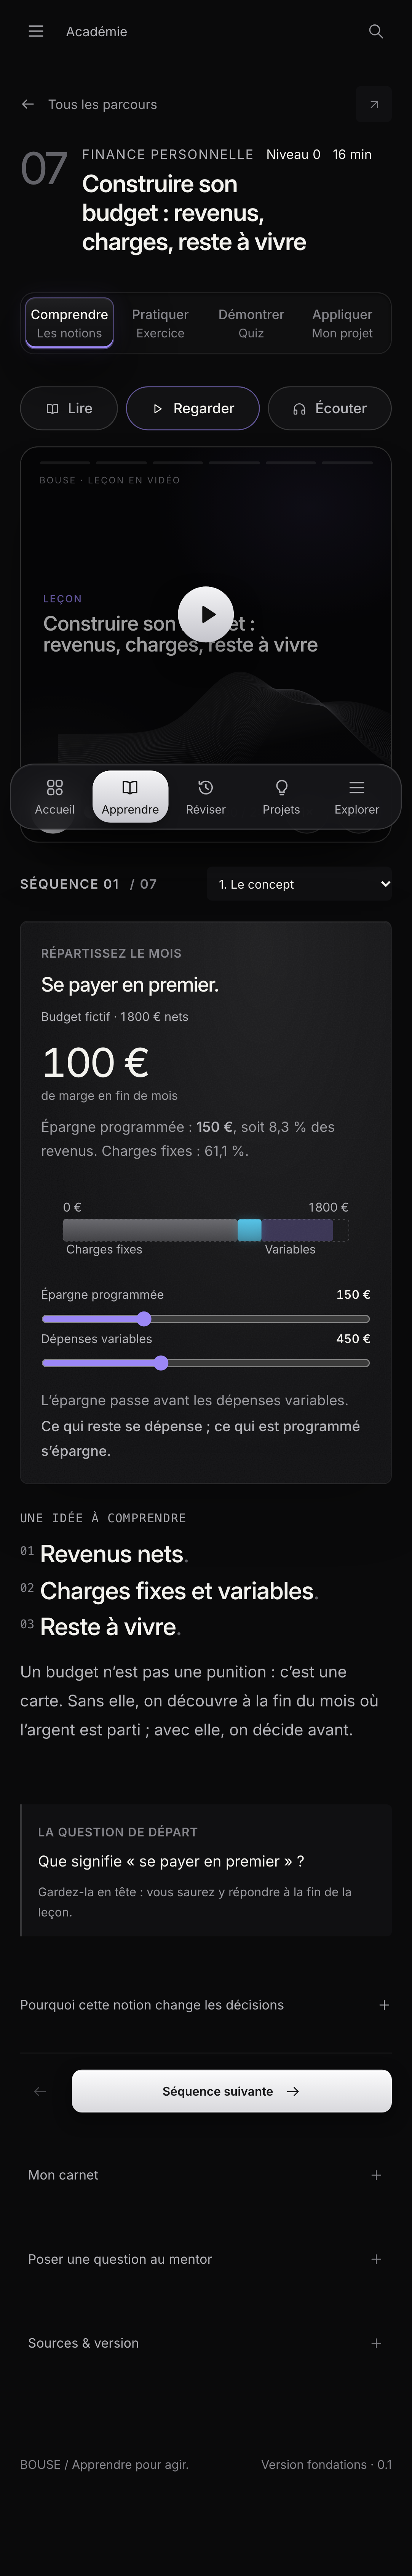 Académie
Tous les parcours
07
FINANCE PERSONNELLE Niveau 0 16 min
Construire son
budget : revenus,
charges, reste à vivre
Comprendre
Les notions
Pratiquer
Exercice
Démontrer
Quiz
Appliquer
Mon projet
Lire
Regarder
Écouter
BOUSE · LEÇON EN VIDÉO
LEÇON
Construire son et :
revenus, charges, reste à vivre
Accueil
Apprendre
Réviser
Projets
Explorer
SÉQUENCE 01 / 07
1. Le concept
RÉPARTISSEZ LE MOIS
Se payer en premier.
Budget fictif · 1 800 € nets
100 €
de marge en fin de mois
Épargne programmée : 150 €, soit 8,3 % des
revenus. Charges fixes : 61,1 %.
0 €
1 800 €
Charges fixes
Variables
Épargne programmée
150 €
Dépenses variables
450 €
L’épargne passe avant les dépenses variables.
Ce qui reste se dépense ; ce qui est programmé
s’épargne.
UNE IDÉE À COMPRENDRE
01 Revenus nets.
02 Charges fixes et variables.
03 Reste à vivre.
Un budget n’est pas une punition : c’est une
carte. Sans elle, on découvre à la fin du mois où
l’argent est parti ; avec elle, on décide avant.
LA QUESTION DE DÉPART
Que signifie « se payer en premier » ?
Gardez-la en tête : vous saurez y répondre à la fin de la
leçon.
Pourquoi cette notion change les décisions
Séquence suivante
Mon carnet
Poser une question au mentor
Sources & version
BOUSE / Apprendre pour agir.
Version fondations · 0.1